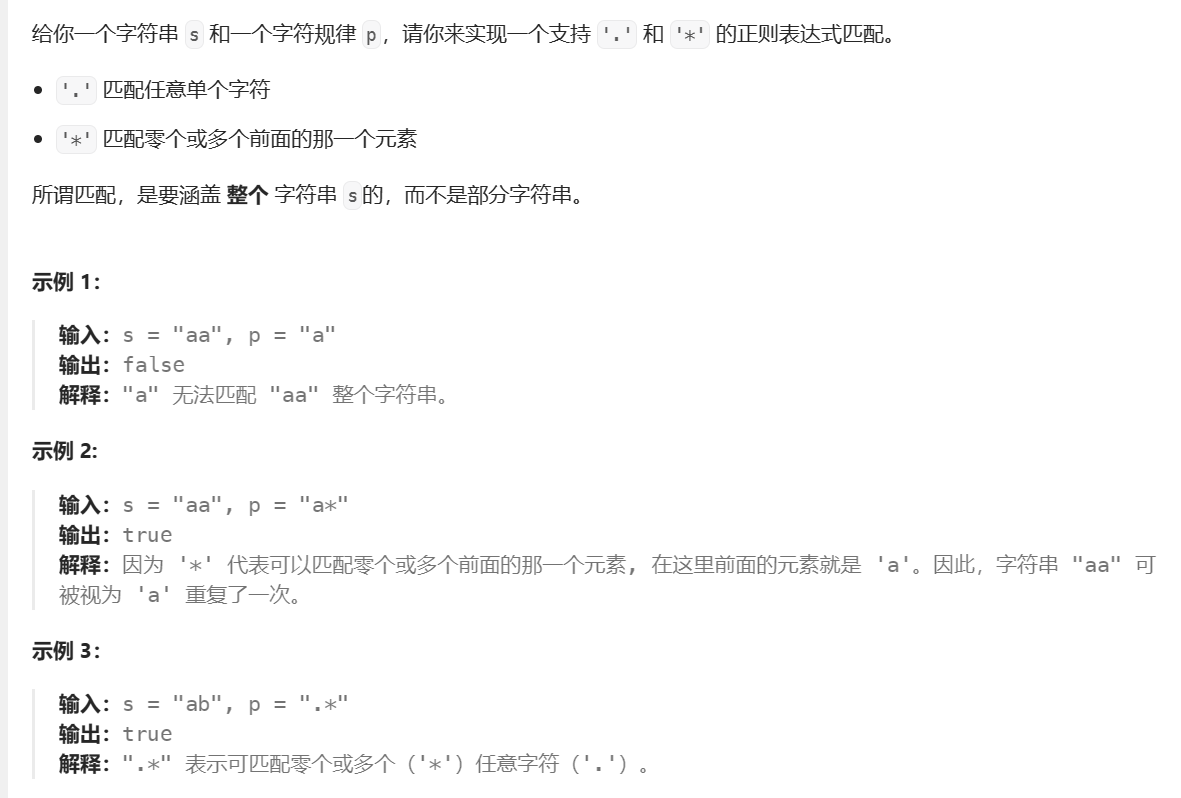 给你一个字符串 s 和一个字符规律 p，请你来实现一个支持 '.' 和 '*' 的正则表达式匹配。
• '.' 匹配任意单个字符
• '*' 匹配零个或多个前面的那一个元素
所谓匹配，是要涵盖 整个 字符串 s的，而不是部分字符串。
示例 1：
输入：s = "aa", p = "a"
输出：false
解释："a" 无法匹配 "aa" 整个字符串。
示例 2:
输入：s = "aa", p = "a*"
输出：true
解释：因为 '*' 代表可以匹配零个或多个前面的那一个元素, 在这里前面的元素就是 'a'。因此，字符串 "aa" 可
被视为 'a' 重复了一次。
示例 3：
输入：s = "ab", p = ".*"
输出：true
解释：".*" 表示可匹配零个或多个（'*'）任意字符（'.'）。